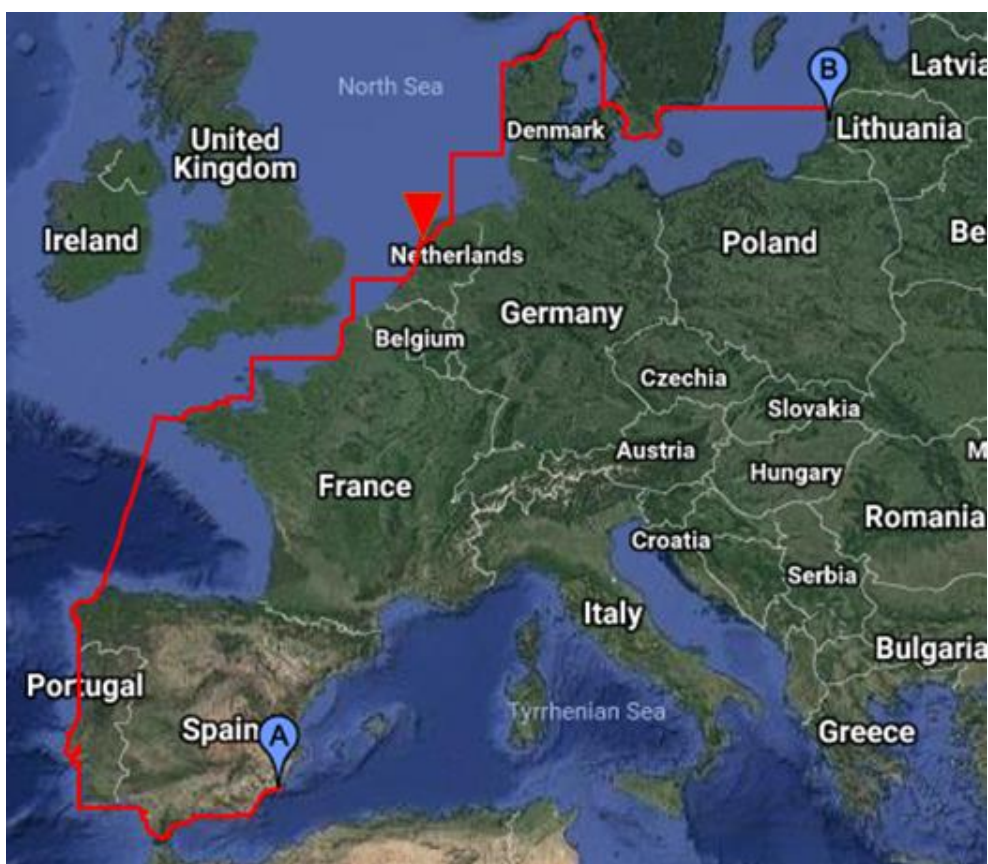 North Sea
Latvia
B
Denmark
Lithuania
United
Kingdom
Ireland
Netherlands
Poland
Be
Germany
Belgium
Czechia
Slovakia
Austria
M
Hungary
France
Romania
Croatia
Serbia
Italy
Bulgaria
Portugal
Tyrrhenian Sea
Spain
A
Greece